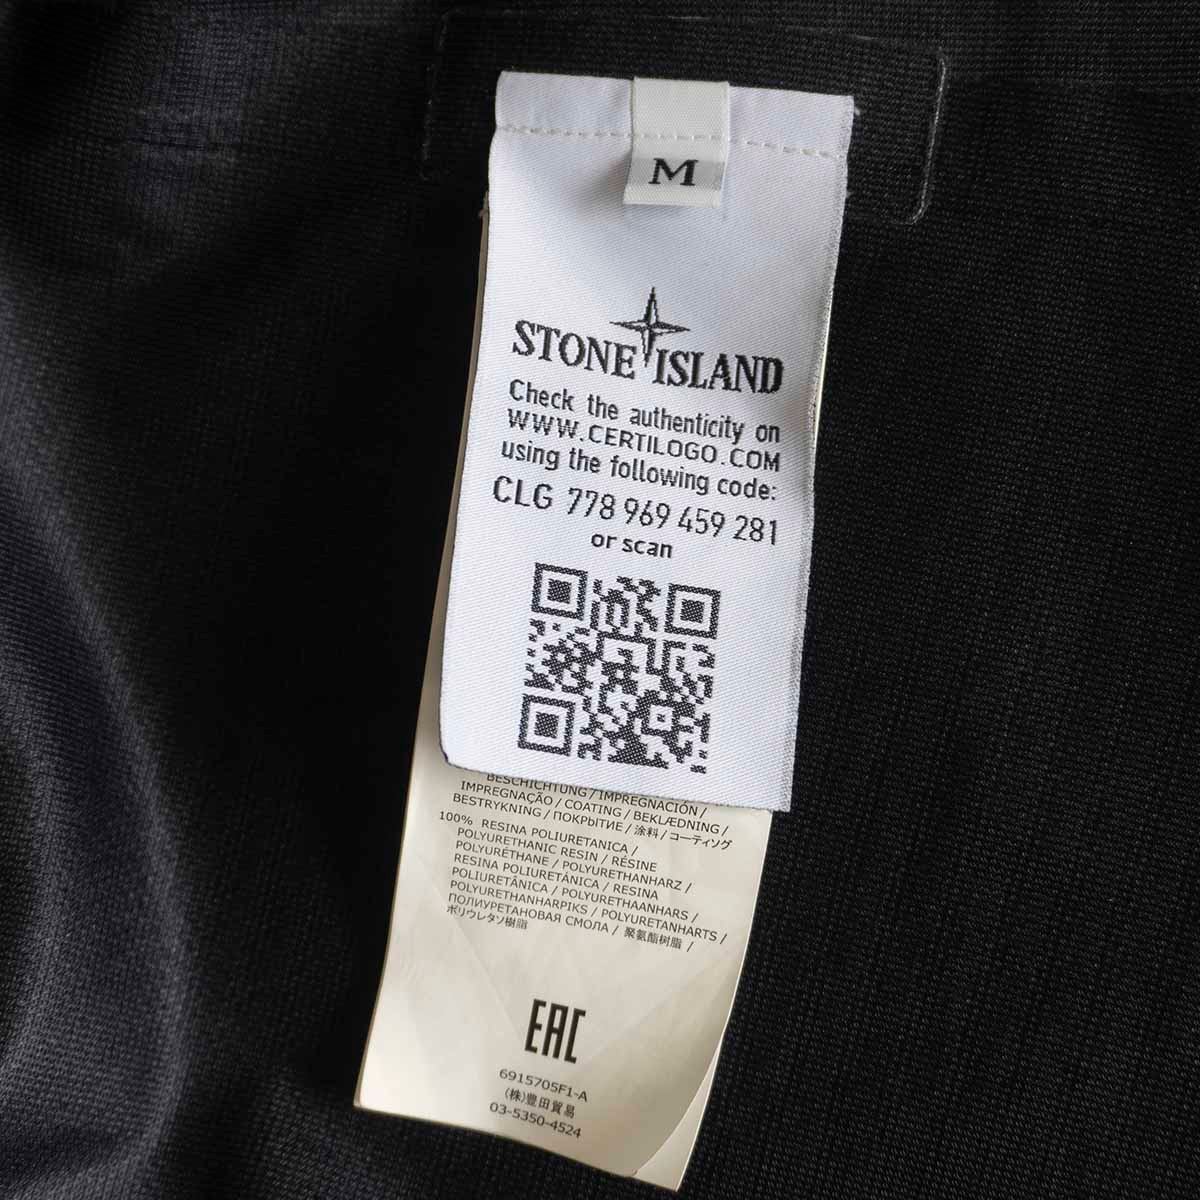 M
STONE ISLAND
Check the authenticity on
WWW.CERTILOGO.COM
using the following code:
CLG 778 969 459 281
or scan
BESCHICHTUNG / IMPREGNACIÓN /
IMPREGNAÇÃO / COATING / BEKLÆDNING /
BESTRYKNING / ПОКРЫТИЕ / 涂料 / コーティング
100% RESINA POLIURETANICA /
POLYURETHANIC RESIN / RÉSINE
POLYURÉTHANE / POLYURETHANHARZ /
RESINA POLIURETÁNICA / RESINA
POLIURETÂNICA / POLYURETHAANHARS /
POLYURETHANHARPIKS / POLYURETANHARTS /
ПОЛИУРЕТАНОВАЯ СМОЛА / 聚氨酯树脂 /
ポリウレタン樹脂
EAC
6915705F1-A
(株)豊田貿易
03-5350-4524